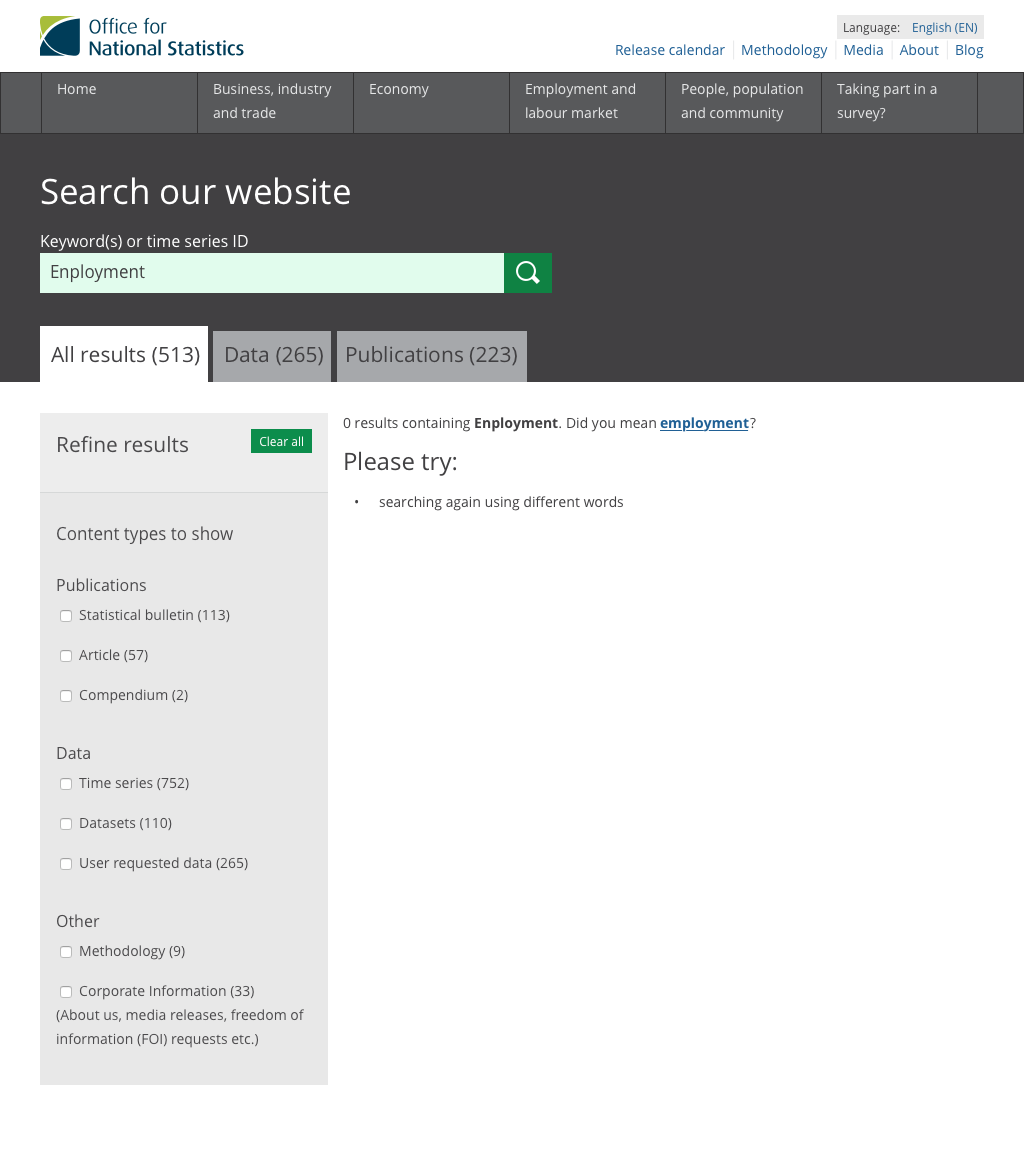 Office for
National Statistics
Language: English (EN)
Release calendar Methodology Media About Blog
Home
Business, industry
and trade
Economy
Employment and
labour market
People, population
and community
Taking part in a
survey?
Search our website
Keyword(s) or time series ID
Enployment
All results (513) Data (265) Publications (223)
Refine results Clear all
Content types to show
Publications
Statistical bulletin (113)
Article (57)
Compendium (2)
Data
Time series (752)
Datasets (110)
User requested data (265)
Other
Methodology (9)
Corporate Information (33)
(About us, media releases, freedom of
information (FOI) requests etc.)
0 results containing Enployment. Did you mean employment?
Please try:
• searching again using different words